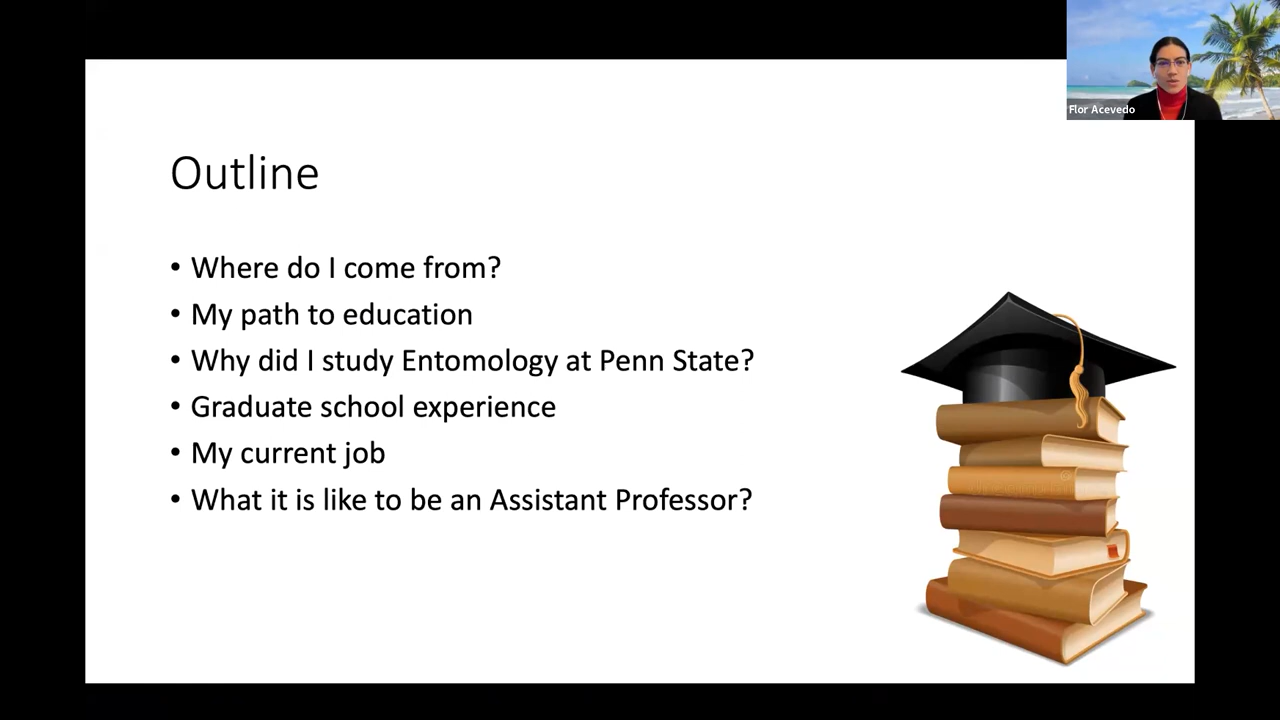 Flor Acevedo
Outline
• Where do I come from?
• My path to education
• Why did I study Entomology at Penn State?
• Graduate school experience
• My current job
• What it is like to be an Assistant Professor?